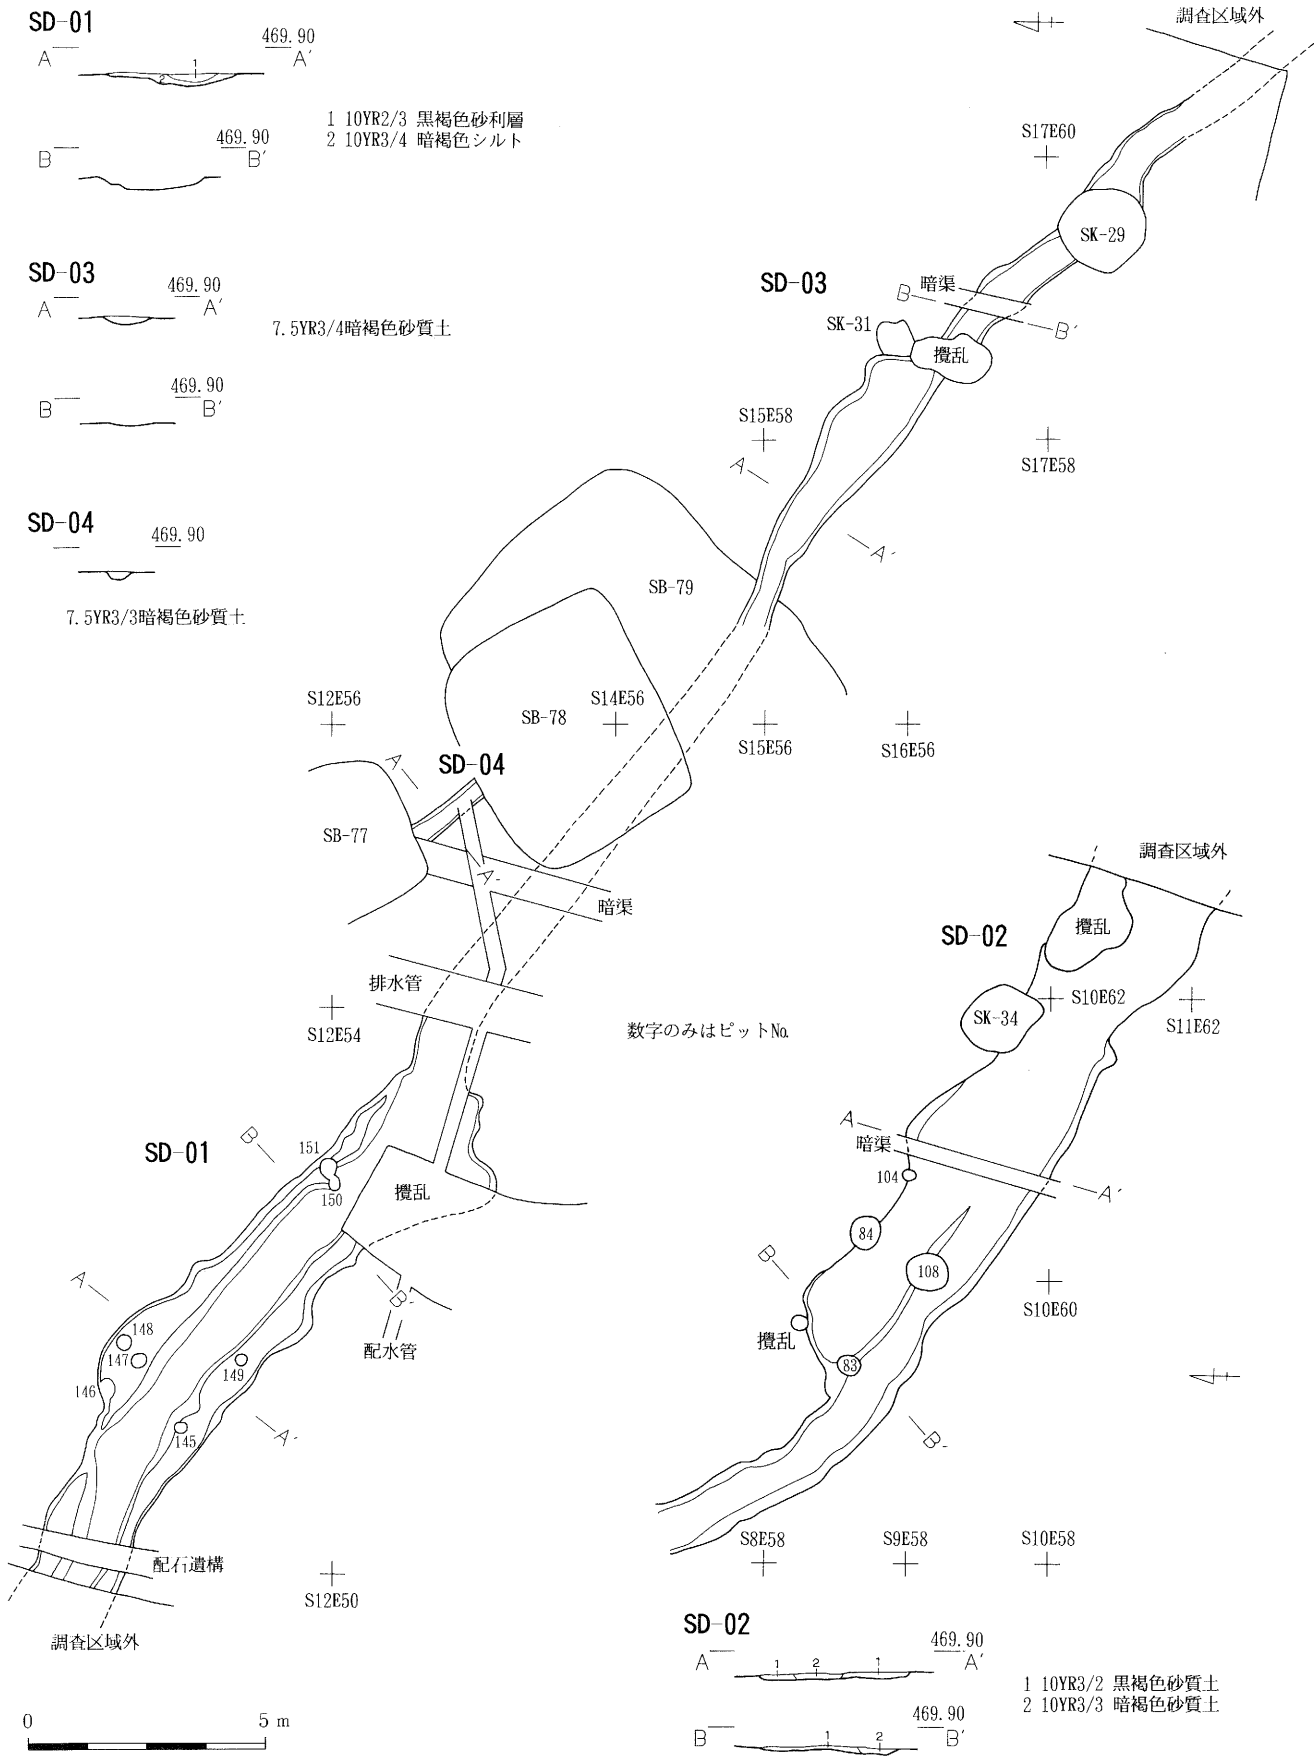 SD-01
469.90
A A′
1
2
1 10YR2/3 黒褐色砂利層
2 10YR3/4 暗褐色シルト
469.90
B B′
SD-03
469.90
A A′
7.5YR3/4暗褐色砂質土
469.90
B B′
SD-04
469.90
7.5YR3/3暗褐色砂質土
調査区域外
S17E60
SK-29
SD-03
暗渠
B
B′
SK-31
攪乱
S15E58
S17E58
A
A′
SB-79
S12E56
SB-78
S14E56
S15E56
S16E56
A
SD-04
SB-77
A′
暗渠
排水管
S12E54
数字のみはピットNo.
SD-01
B
151
150
攪乱
A
B′
148
147
146
149
145
A′
配水管
配石遺構
S12E50
調査区域外
0 5 m
調査区域外
SD-02
攪乱
SK-34
S10E62
S11E62
A
暗渠
104
A′
84
B
108
S10E60
攪乱
83
B′
S8E58
S9E58
S10E58
SD-02
469.90
A A′
1 2 1
1 10YR3/2 黒褐色砂質土
2 10YR3/3 暗褐色砂質土
469.90
B B′
1 2